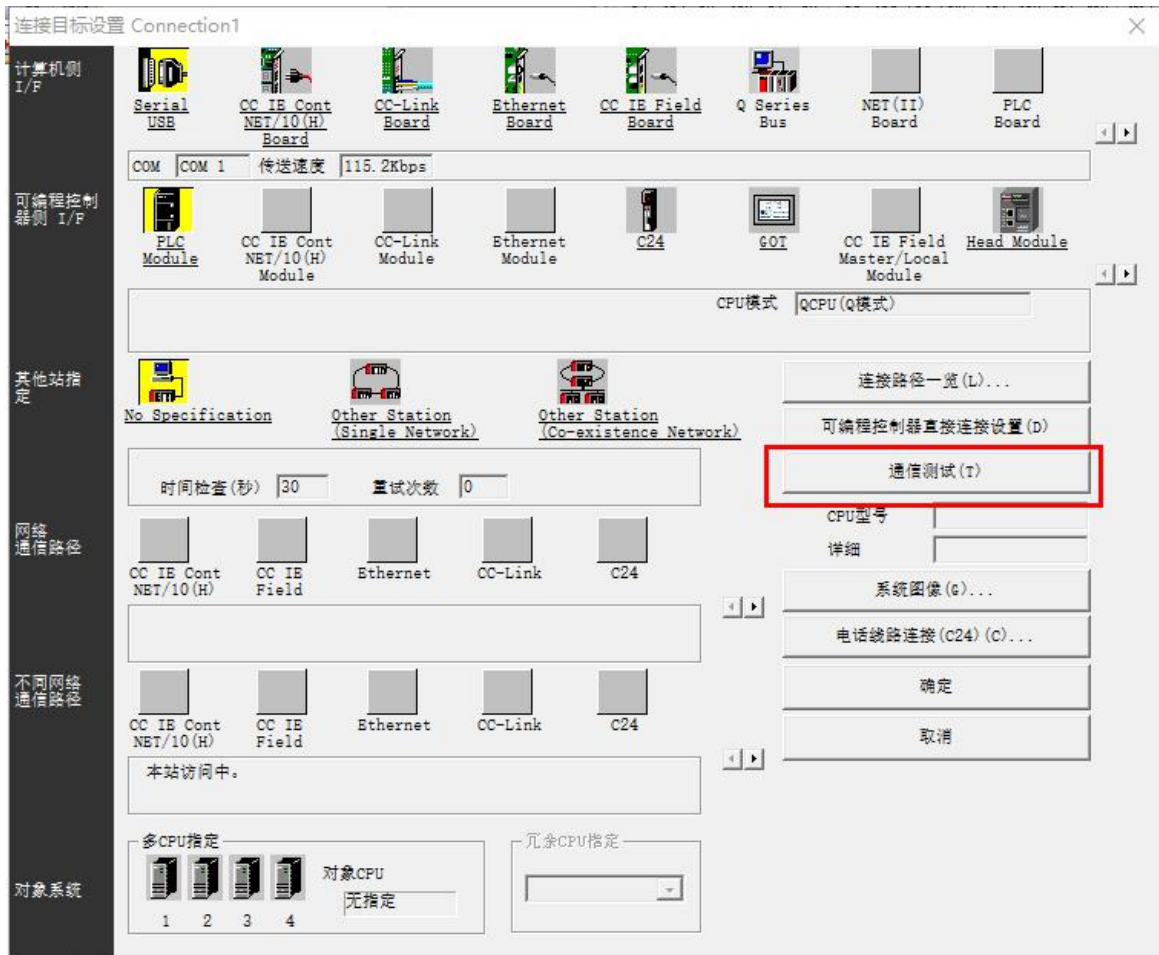 连接目标设置 Connection1
计算机侧
I/F
Serial
USB
CC IE Cont
NET/10(H)
Board
CC-Link
Board
Ethernet
Board
CC IE Field
Board
Q Series
Bus
NET(II)
Board
PLC
Board
COM COM 1 传送速度 115.2Kbps
可编程控制
器侧 I/F
PLC
Module
CC IE Cont
NET/10(H)
Module
CC-Link
Module
Ethernet
Module
C24
GOT
CC IE Field
Master/Local
Module
Head Module
CPU模式 QCPU(Q模式)
其他站指
定
No Specification
Other Station
(Single Network)
Other Station
(Co-existence Network)
连接路径一览(L)...
可编程控制器直接连接设置(D)
通信测试(T)
时间检查(秒) 30 重试次数 0
CPU型号
详细
网络
通信路径
CC IE Cont
NET/10(H)
CC IE
Field
Ethernet
CC-Link
C24
系统图像(G)...
电话线路连接(C24)(C)...
不同网络
通信路径
CC IE Cont
NET/10(H)
CC IE
Field
Ethernet
CC-Link
C24
确定
取消
本站访问中。
对象系统
多CPU指定
1 2 3 4
对象CPU
无指定
冗余CPU指定